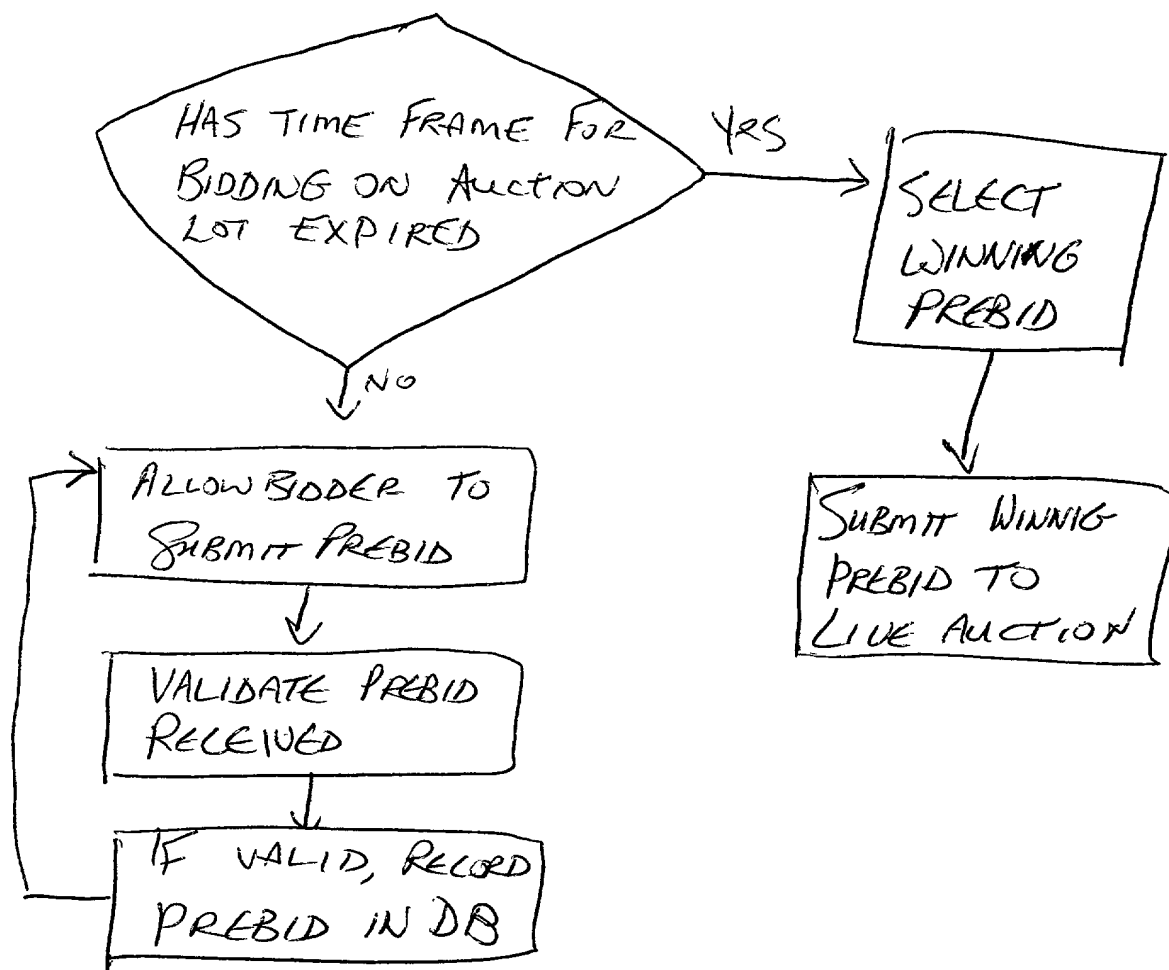 HAS TIME FRAME FOR
BIDDING ON AUCTION
LOT EXPIRED
YES
SELECT
WINNING
PREBID
NO
ALLOW BIDDER TO
SUBMIT PREBID
SUBMIT WINNIG
PREBID TO
LIVE AUCTION
VALIDATE PREBID
RECEIVED
IF VALID, RECORD
PREBID IN DB